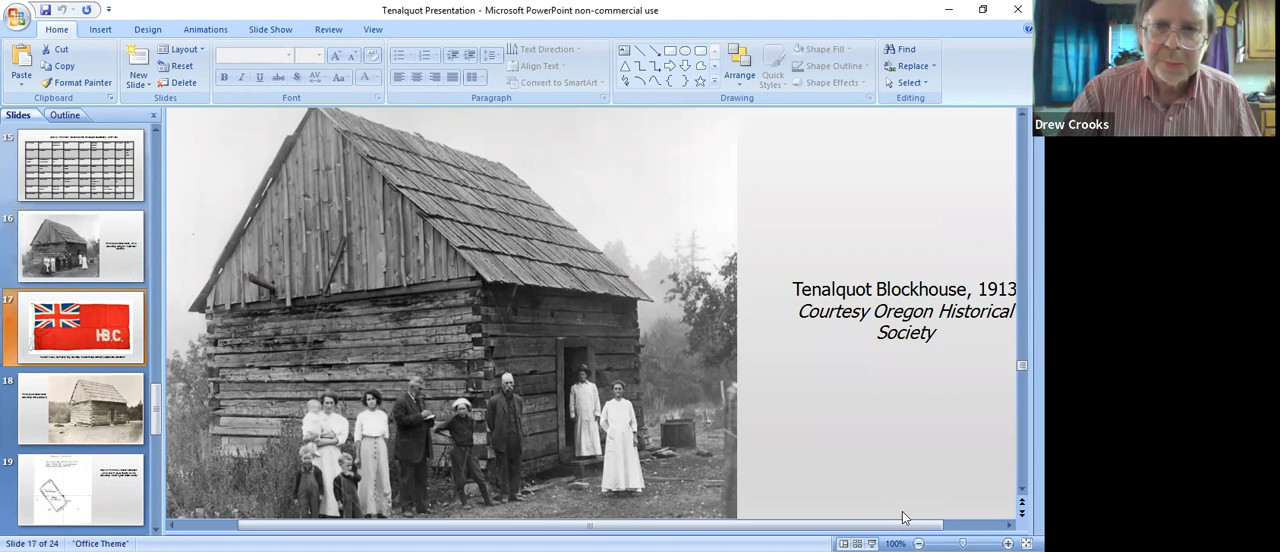 Tenalquot Presentation - Microsoft PowerPoint non-commercial use
Home Insert Design Animations Slide Show Review View
Paste
Cut
Copy
Format Painter
Clipboard
New
Slide
Layout
Reset
Delete
Slides
B I U abc S AV Aa A
Font
Paragraph
Text Direction
Align Text
Convert to SmartArt
Arrange
Quick
Styles
Shape Fill
Shape Outline
Shape Effects
Drawing
Find
Replace
Select
Editing
Drew Crooks
Slides Outline
15
16
17
HBC.
18
19
Tenalquot Blockhouse, 1913
Courtesy Oregon Historical
Society
Slide 17 of 24 "Office Theme" 100%